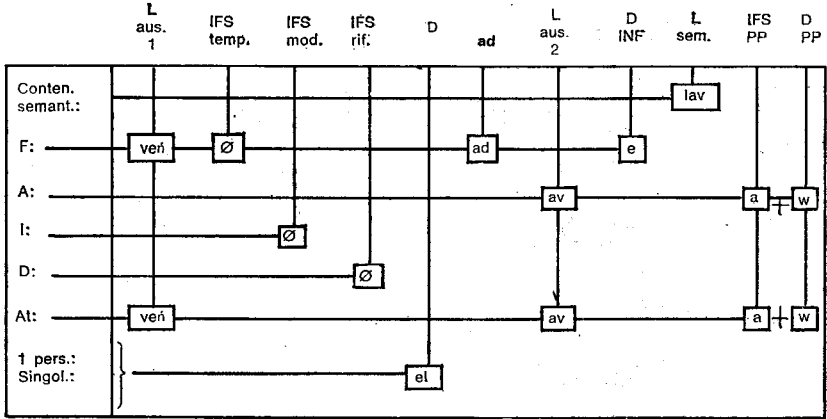 L aus. 1 IFS temp. IFS mod. IFS rif. D ad L aus. 2 D INF L sem. IFS PP D PP
Conten. semant.: lav
F: veń Ø ad e
A: av a + w
I: Ø
D: Ø
At: veń av a + w
1 pers.:
Singol.: } el